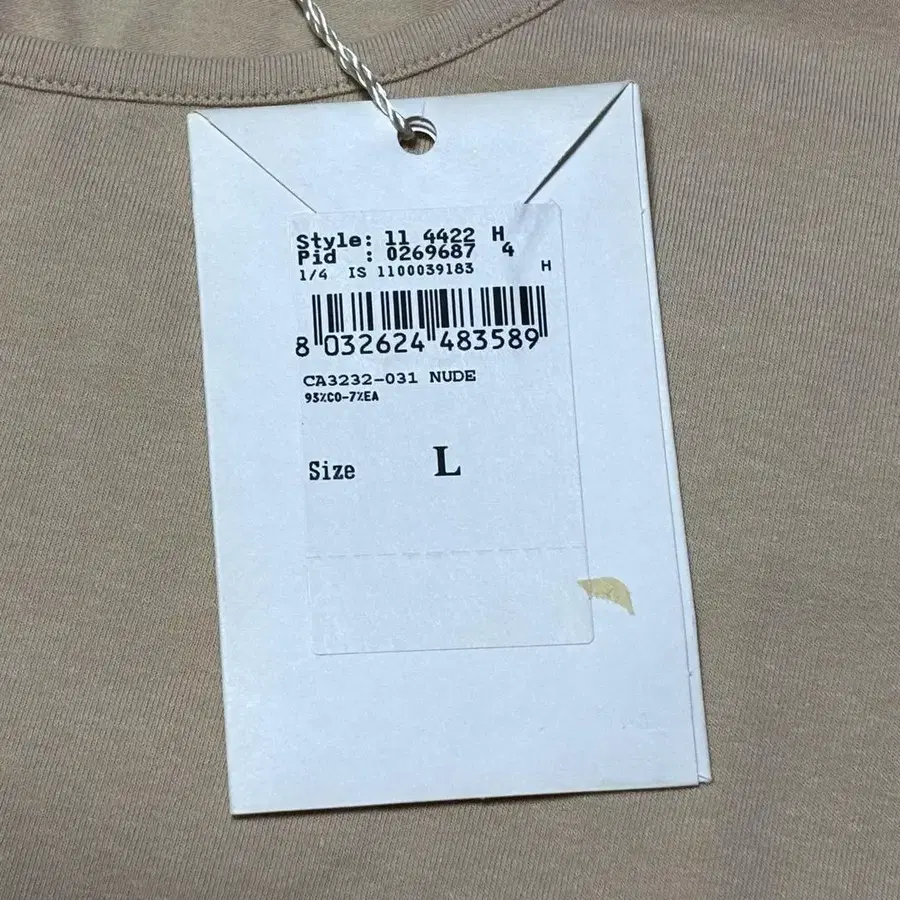 Style: 11 4422 H
Pid : 0269687 4
1/4 IS 1100039183 H
8 032624 483589
CA3232-031 NUDE
93%CO-7%EA
Size L